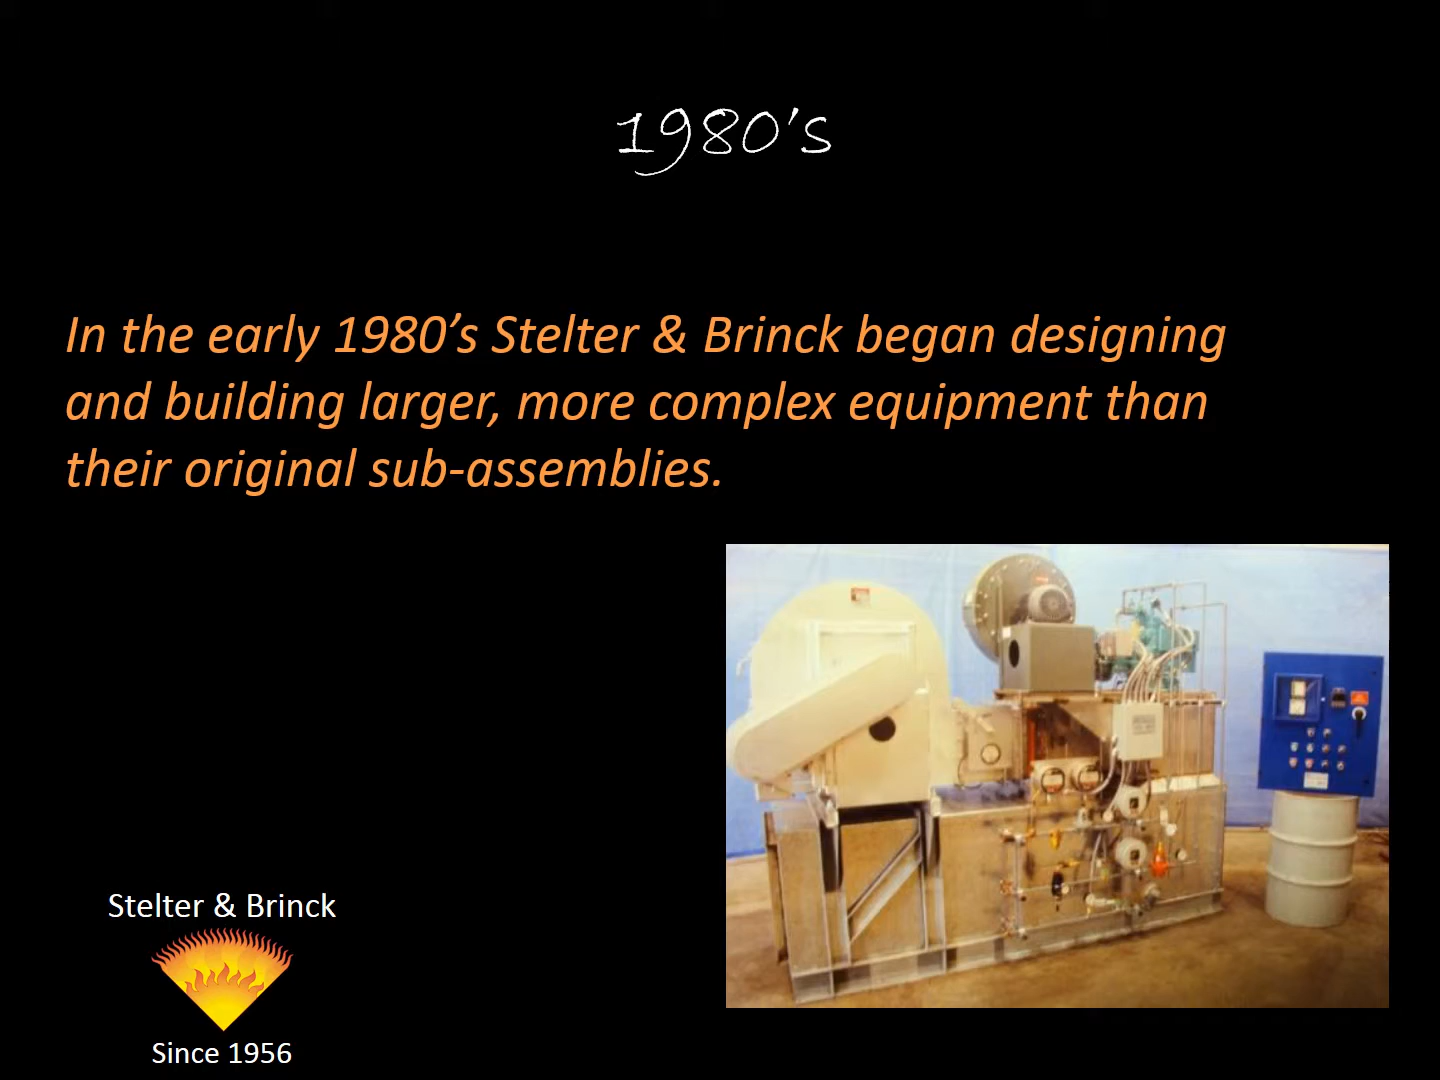 1980's
In the early 1980’s Stelter & Brinck began designing
and building larger, more complex equipment than
their original sub-assemblies.
Stelter & Brinck
Since 1956